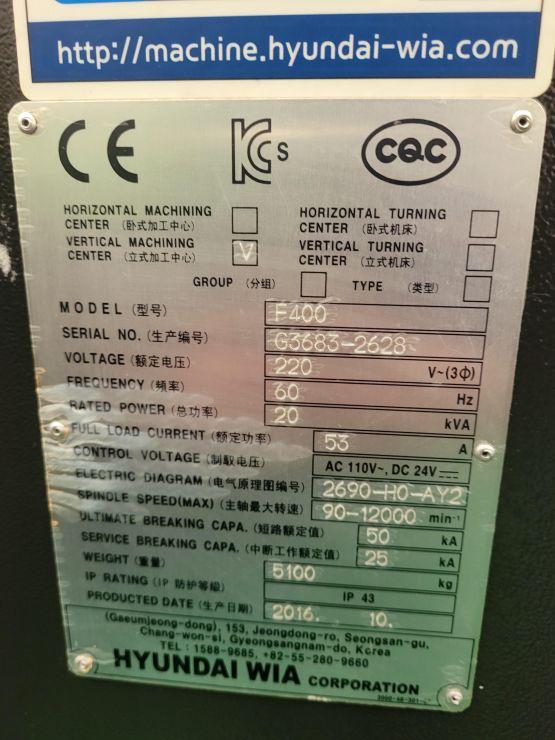 http://machine.hyundai-wia.com
CE KCs CQC
HORIZONTAL MACHINING CENTER (卧式加工中心)
HORIZONTAL TURNING CENTER (卧式机床)
VERTICAL MACHINING CENTER (立式加工中心) V
VERTICAL TURNING CENTER (立式机床)
GROUP (分组) TYPE (类型)
MODEL (型号) F400
SERIAL NO. (生产编号) G3683-2628
VOLTAGE (额定电压) 220 V~(3Φ)
FREQUENCY (频率) 60 Hz
RATED POWER (总功率) 20 kVA
FULL LOAD CURRENT (额定功率) 53 A
CONTROL VOLTAGE (制驭电压) AC 110V~, DC 24V
ELECTRIC DIAGRAM (电气原理图编号) 2690-H0-AY2
SPINDLE SPEED(MAX) (主轴最大转速) 90-12000 min⁻¹
ULTIMATE BREAKING CAPA. (短路额定值) 50 kA
SERVICE BREAKING CAPA. (中断工作额定值) 25 kA
WEIGHT (重量) 5100 kg
IP RATING (IP 防护等级) IP 43
PRODUCTED DATE (生产日期) 2016. 10.
(Gaeumjeong-dong), 153, Jeongdong-ro, Seongsan-gu,
Chang-won-si, Gyeongsangnam-do, Korea
TEL : 1588-9685, +82-55-280-9660
HYUNDAI WIA CORPORATION